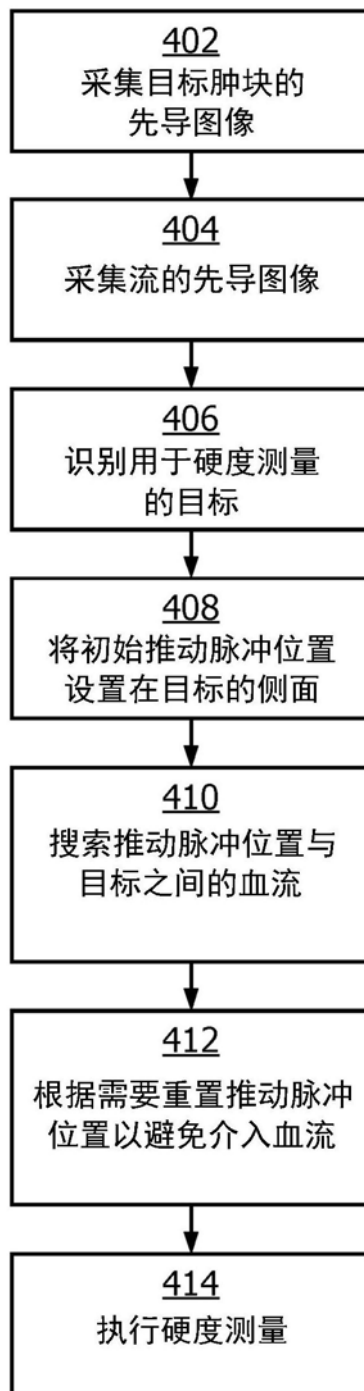 402
采集目标肿块的
先导图像
404
采集流的先导图像
406
识别用于硬度测量
的目标
408
将初始推动脉冲位置
设置在目标的侧面
410
搜索推动脉冲位置与
目标之间的血流
412
根据需要重置推动脉冲
位置以避免介入血流
414
执行硬度测量